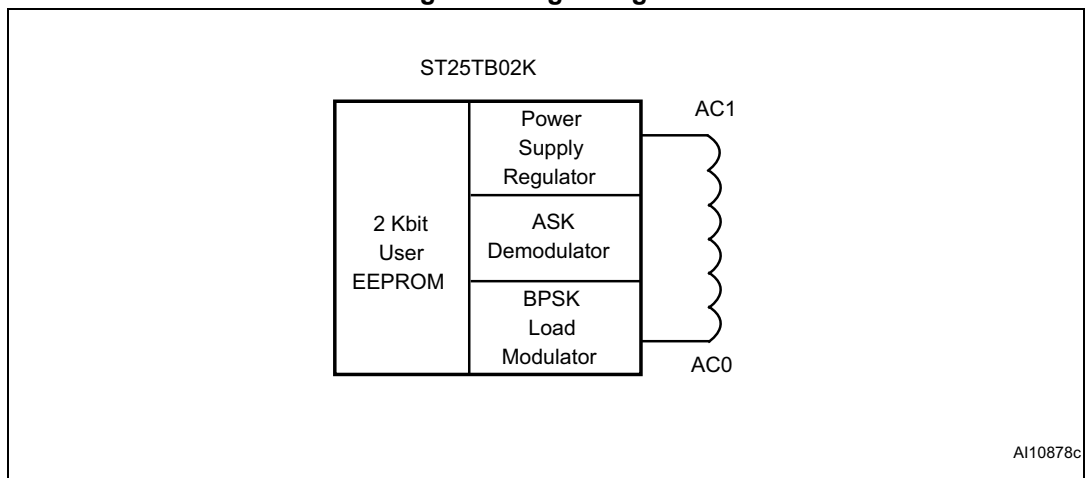 ST25TB02K
AC1
Power
Supply
Regulator
2 Kbit
User
EEPROM
ASK
Demodulator
BPSK
Load
Modulator
AC0
AI10878c